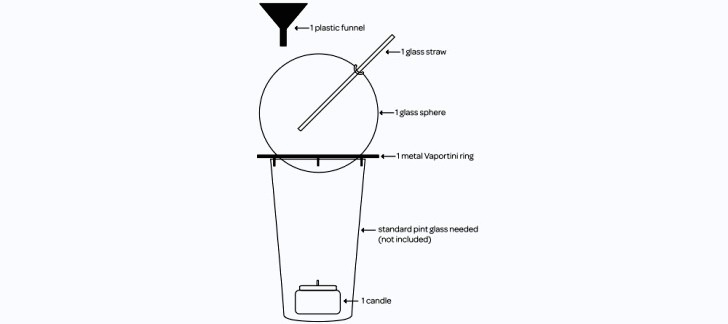 1 plastic funnel
1 glass straw
1 glass sphere
1 metal Vaportini ring
standard pint glass needed
(not included)
1 candle